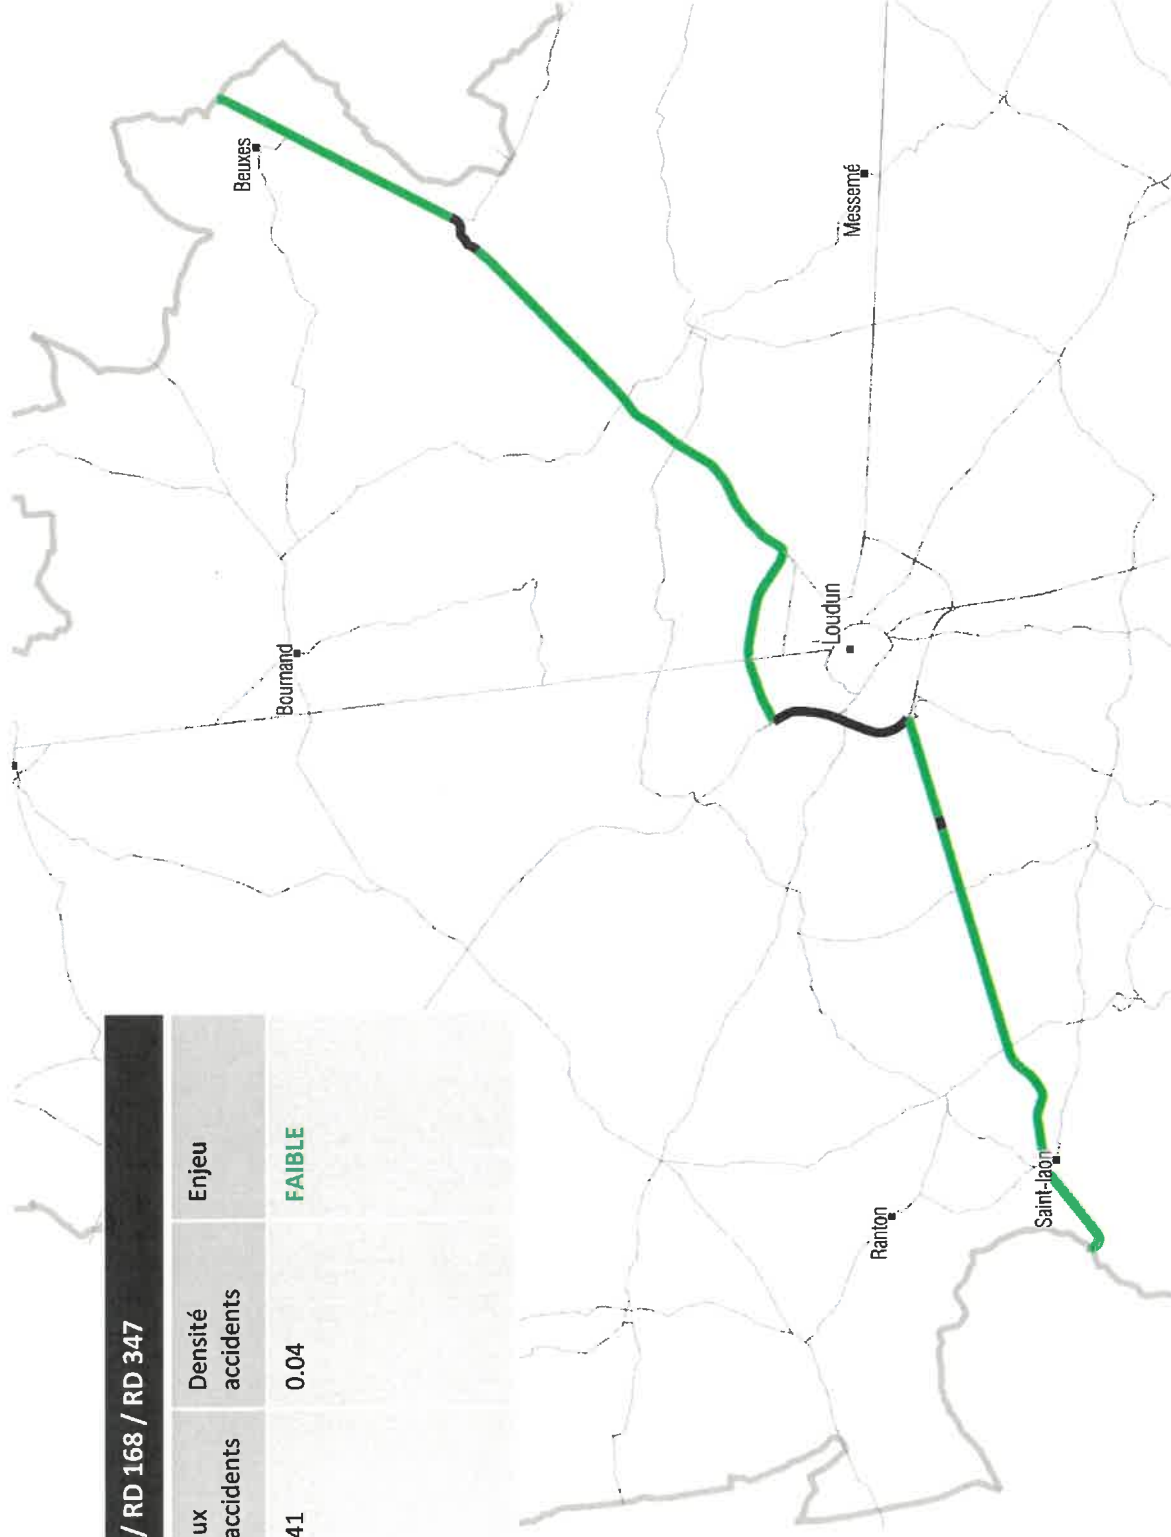 / RD 168 / RD 347
ux accidents
Densité accidents
Enjeu
41
0.04
FAIBLE
Beuxes
Messemé
Bournand
Loudun
Ranton
Saint-laon